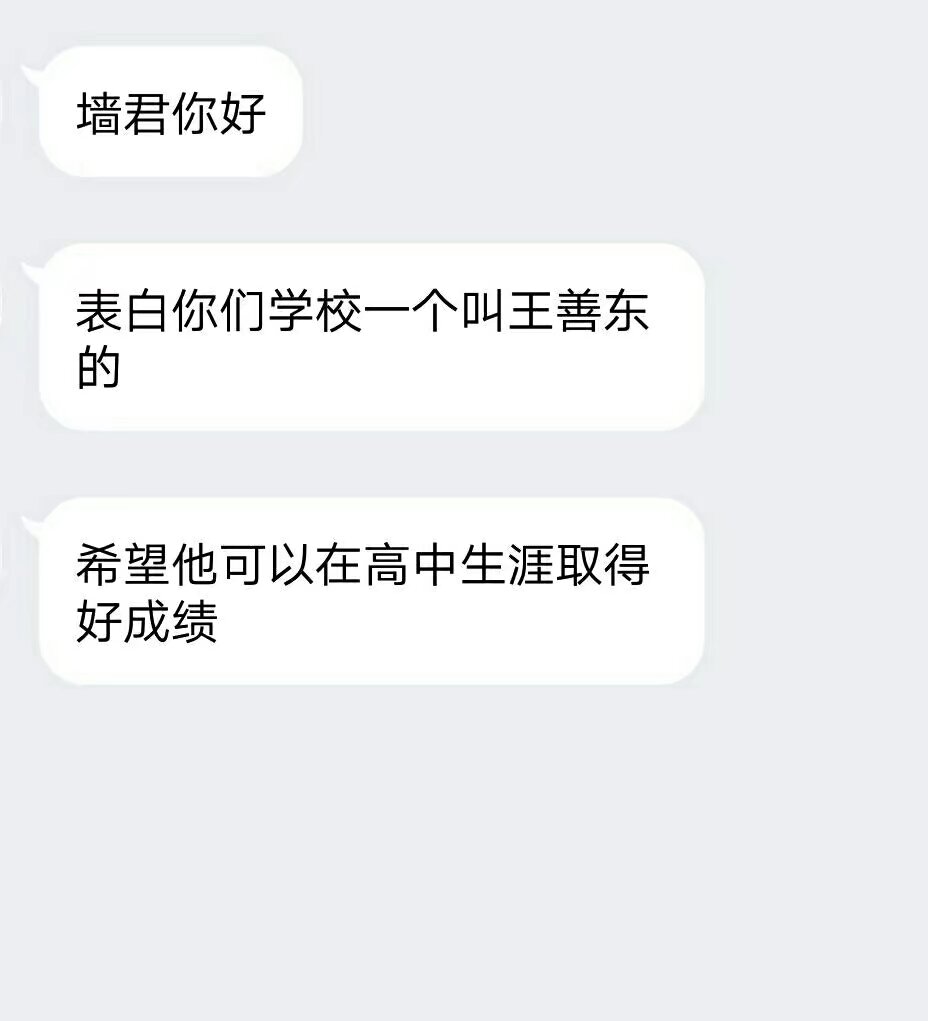 墙君你好
表白你们学校一个叫王善东
的
希望他可以在高中生涯取得
好成绩